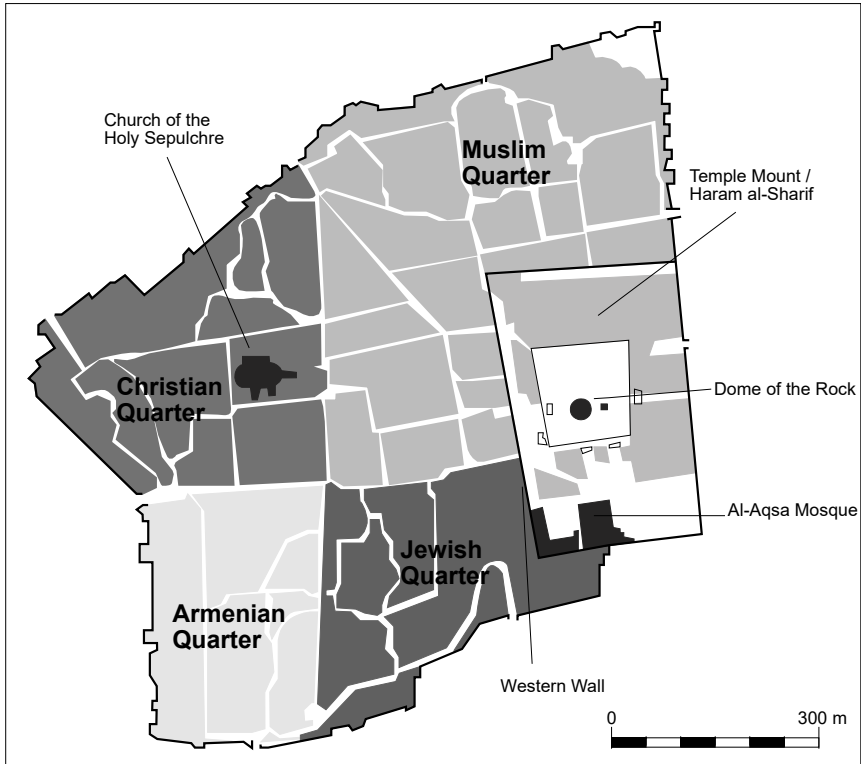 Church of the
Holy Sepulchre
Muslim
Quarter
Temple Mount /
Haram al-Sharif
Christian
Quarter
Dome of the Rock
Al-Aqsa Mosque
Jewish
Quarter
Armenian
Quarter
Western Wall
0 300 m